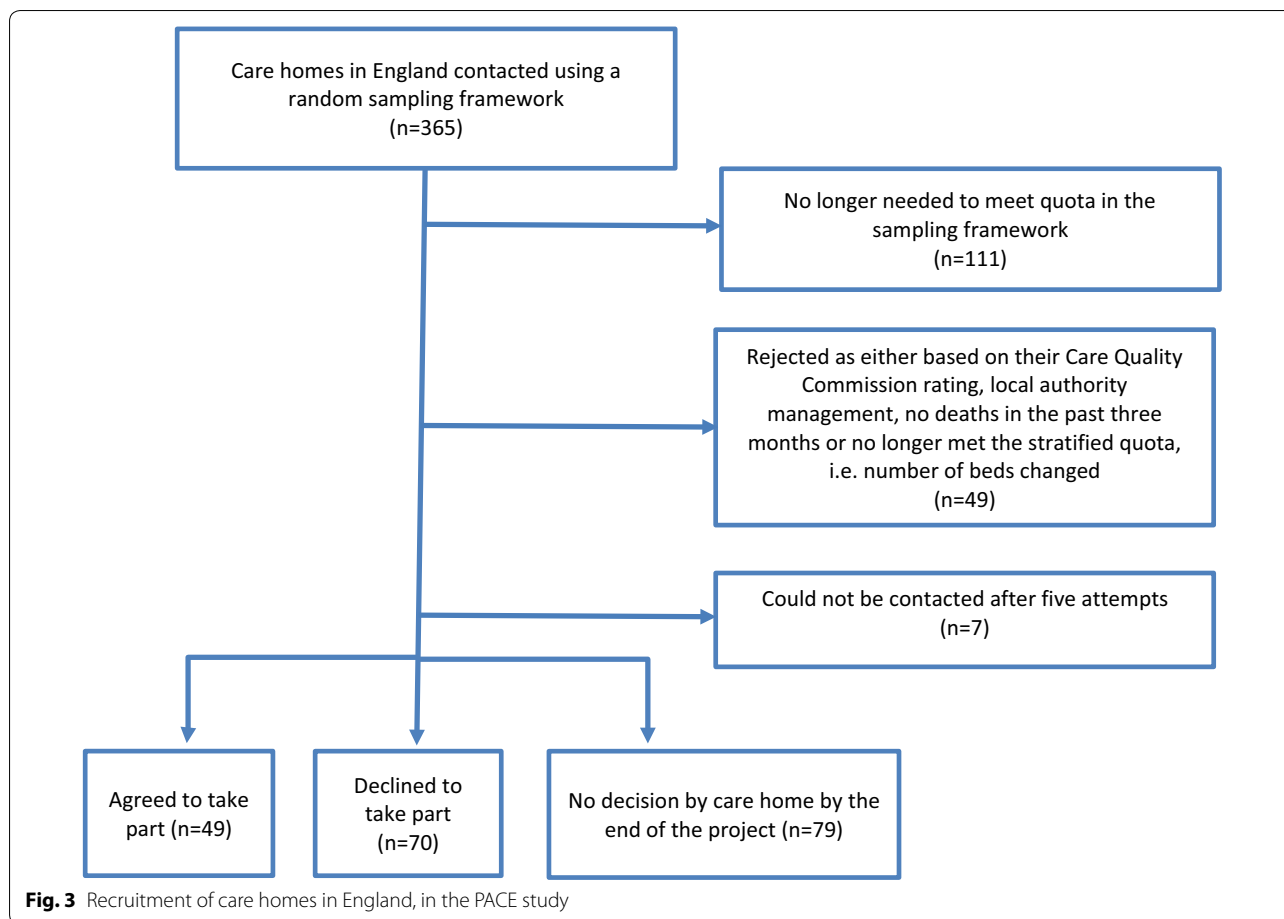 Care homes in England contacted using a
random sampling framework
(n=365)
No longer needed to meet quota in the
sampling framework
(n=111)
Rejected as either based on their Care Quality
Commission rating, local authority
management, no deaths in the past three
months or no longer met the stratified quota,
i.e. number of beds changed
(n=49)
Could not be contacted after five attempts
(n=7)
Agreed to take
part (n=49)
Declined to
take part
(n=70)
No decision by care home by the
end of the project (n=79)
Fig. 3 Recruitment of care homes in England, in the PACE study